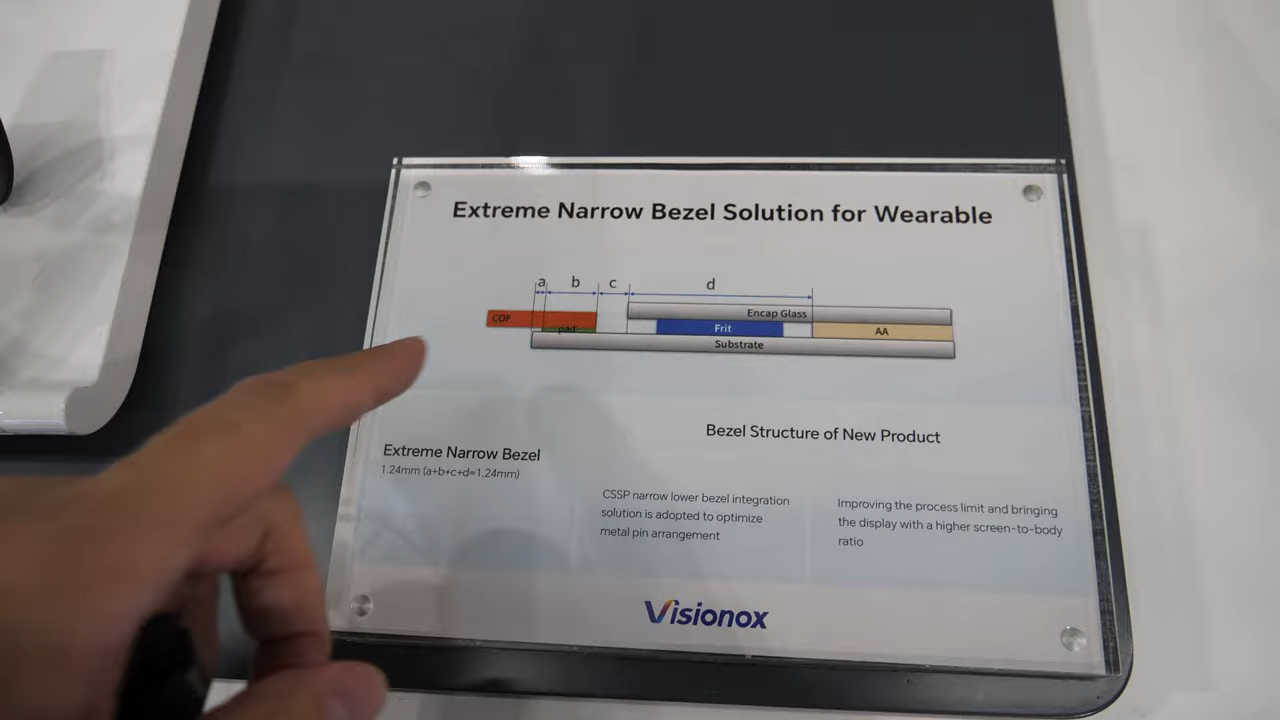 Extreme Narrow Bezel Solution for Wearable
a b c d
COF
pad
Encap Glass
Frit
AA
Substrate
Bezel Structure of New Product
Extreme Narrow Bezel
1.24mm (a+b+c+d=1.24mm)
CSSP narrow lower bezel integration
solution is adopted to optimize
metal pin arrangement
Improving the process limit and bringing
the display with a higher screen-to-body
ratio
Visionox